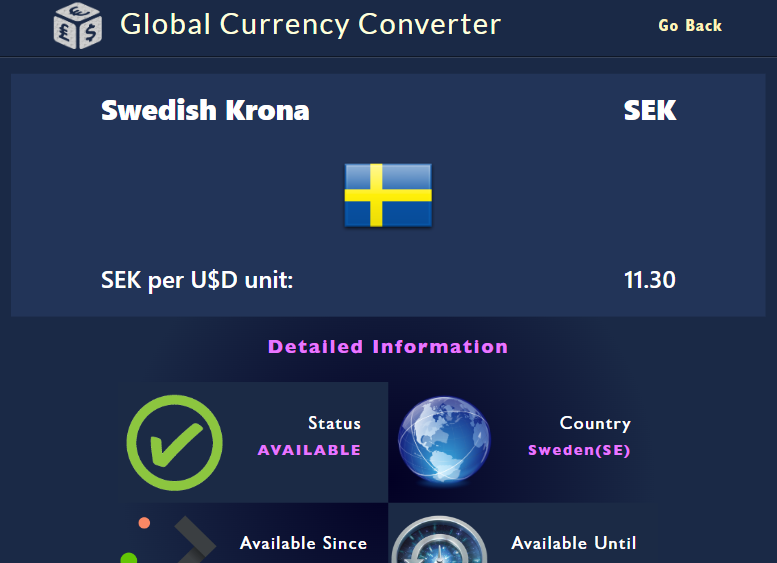 Global Currency Converter
Go Back
Swedish Krona
SEK
SEK per U$D unit:
11.30
Detailed Information
Status
AVAILABLE
Country
Sweden(SE)
Available Since
Available Until